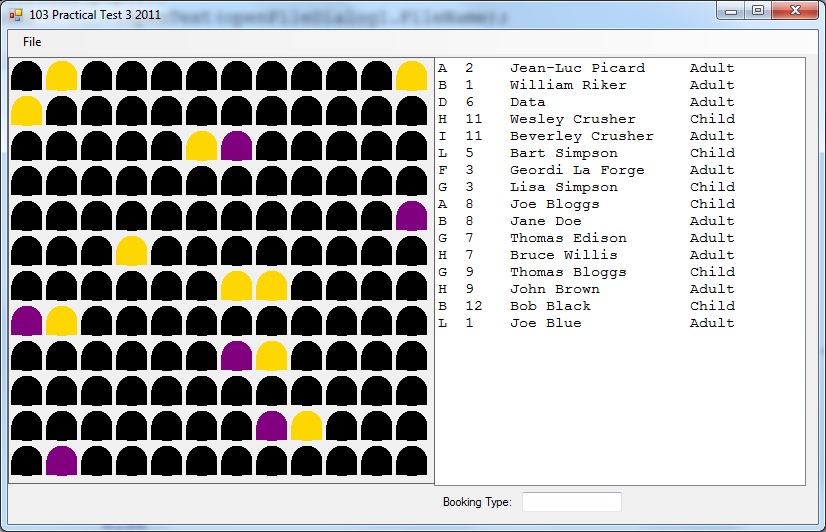 103 Practical Test 3 2011
Text(openFileDialog1.FileName);
File
A 2 Jean-Luc Picard Adult
B 1 William Riker Adult
D 6 Data Adult
H 11 Wesley Crusher Child
I 11 Beverley Crusher Adult
L 5 Bart Simpson Child
F 3 Geordi La Forge Adult
G 3 Lisa Simpson Child
A 8 Joe Bloggs Child
B 8 Jane Doe Adult
G 7 Thomas Edison Adult
H 7 Bruce Willis Adult
G 9 Thomas Bloggs Child
H 9 John Brown Adult
B 12 Bob Black Child
L 1 Joe Blue Adult
Booking Type: